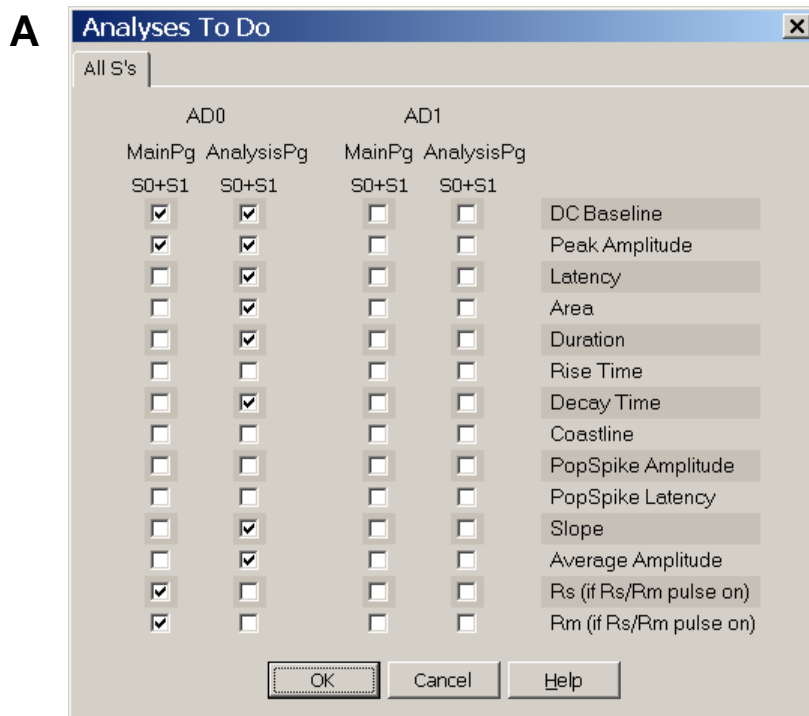 A
Analyses To Do
All S's
AD0 AD1
MainPg AnalysisPg MainPg AnalysisPg
S0+S1 S0+S1 S0+S1 S0+S1
DC Baseline
Peak Amplitude
Latency
Area
Duration
Rise Time
Decay Time
Coastline
PopSpike Amplitude
PopSpike Latency
Slope
Average Amplitude
Rs (if Rs/Rm pulse on)
Rm (if Rs/Rm pulse on)
OK Cancel Help